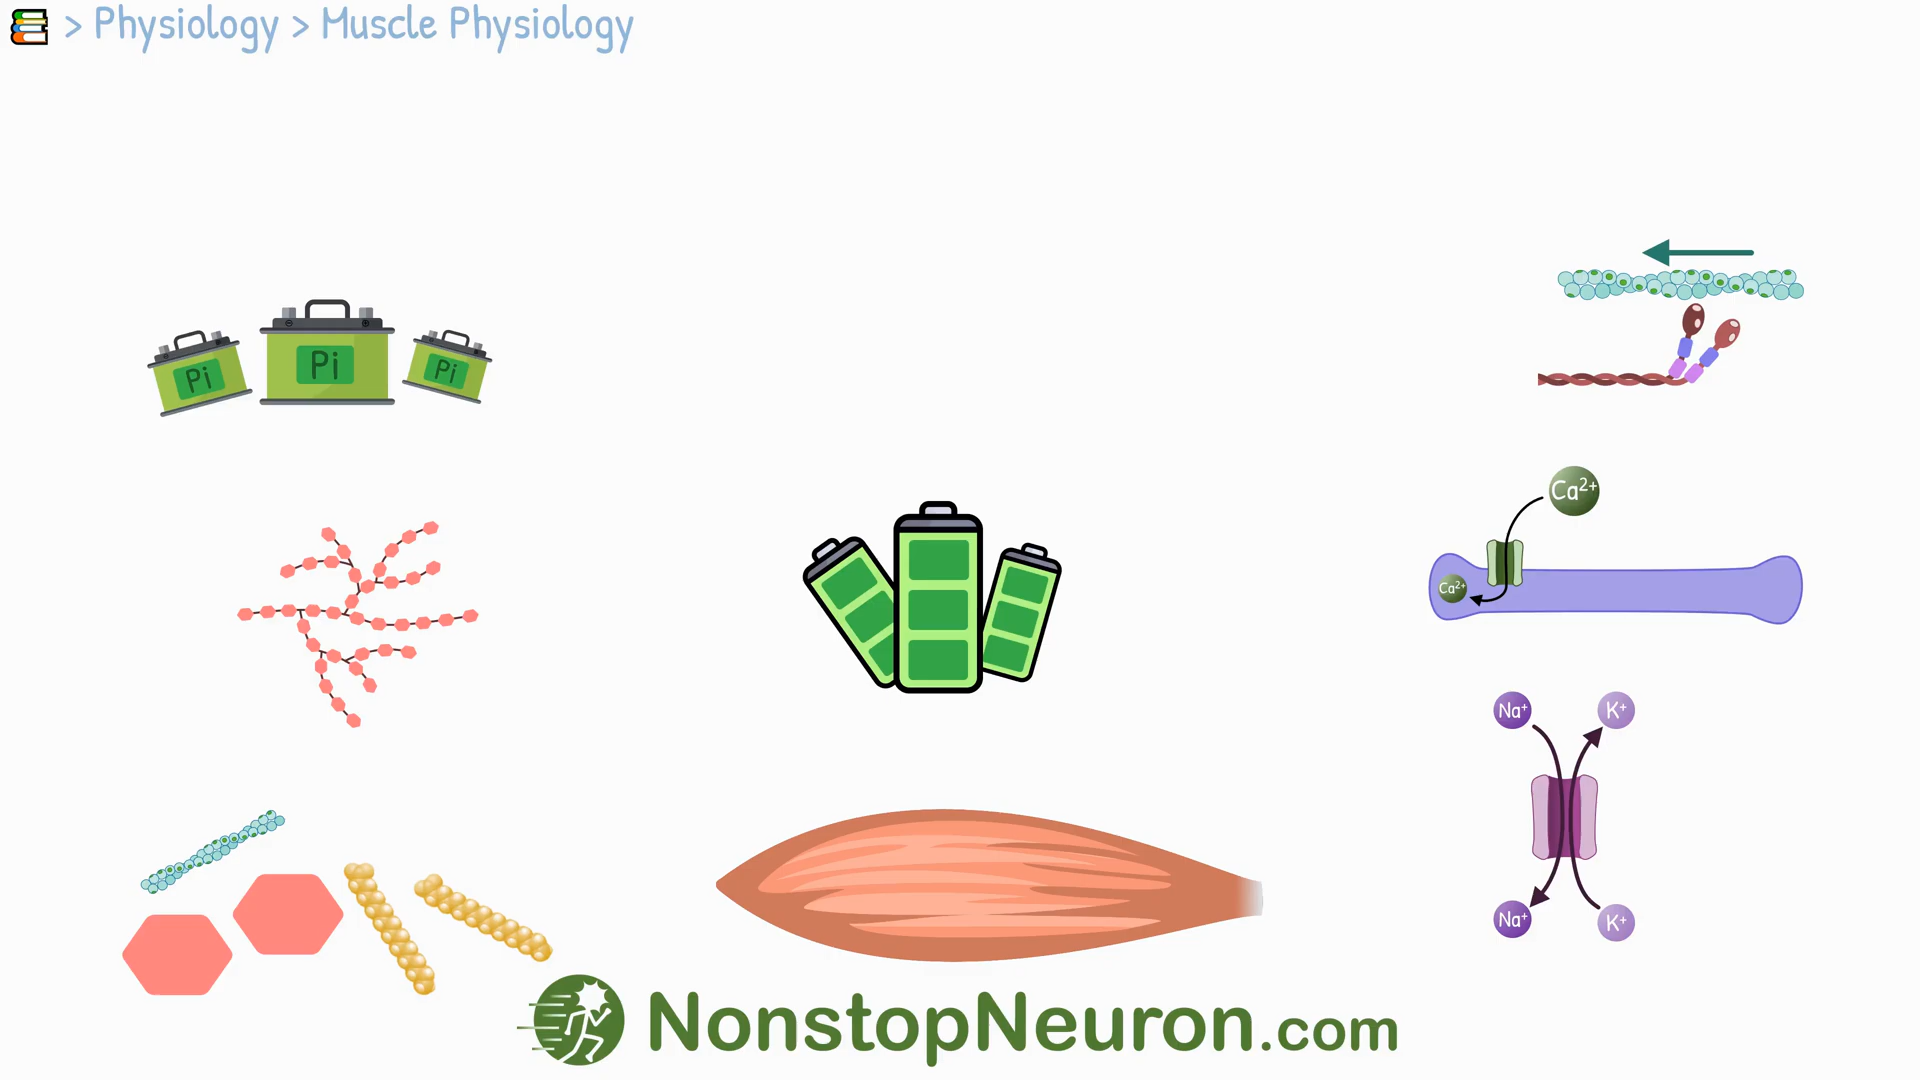 > Physiology > Muscle Physiology
Pi
Pi
Pi
Ca²⁺
Ca²⁺
Na⁺
K⁺
Na⁺
K⁺
NonstopNeuron.com